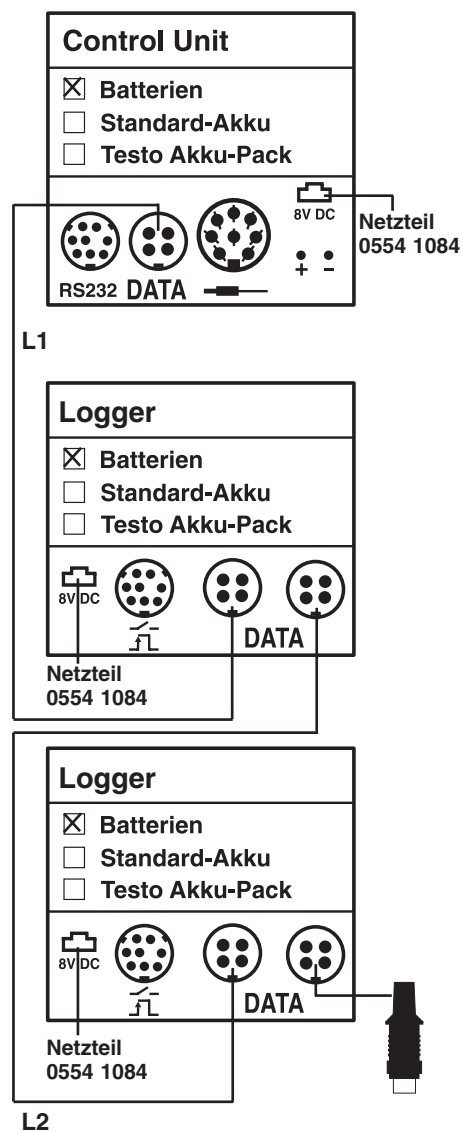 Control Unit
Batterien
Standard-Akku
Testo Akku-Pack
8V DC
Netzteil
0554 1084
+ -
RS232 DATA
L1
Logger
Batterien
Standard-Akku
Testo Akku-Pack
8V DC
DATA
Netzteil
0554 1084
Logger
Batterien
Standard-Akku
Testo Akku-Pack
8V DC
DATA
Netzteil
0554 1084
L2